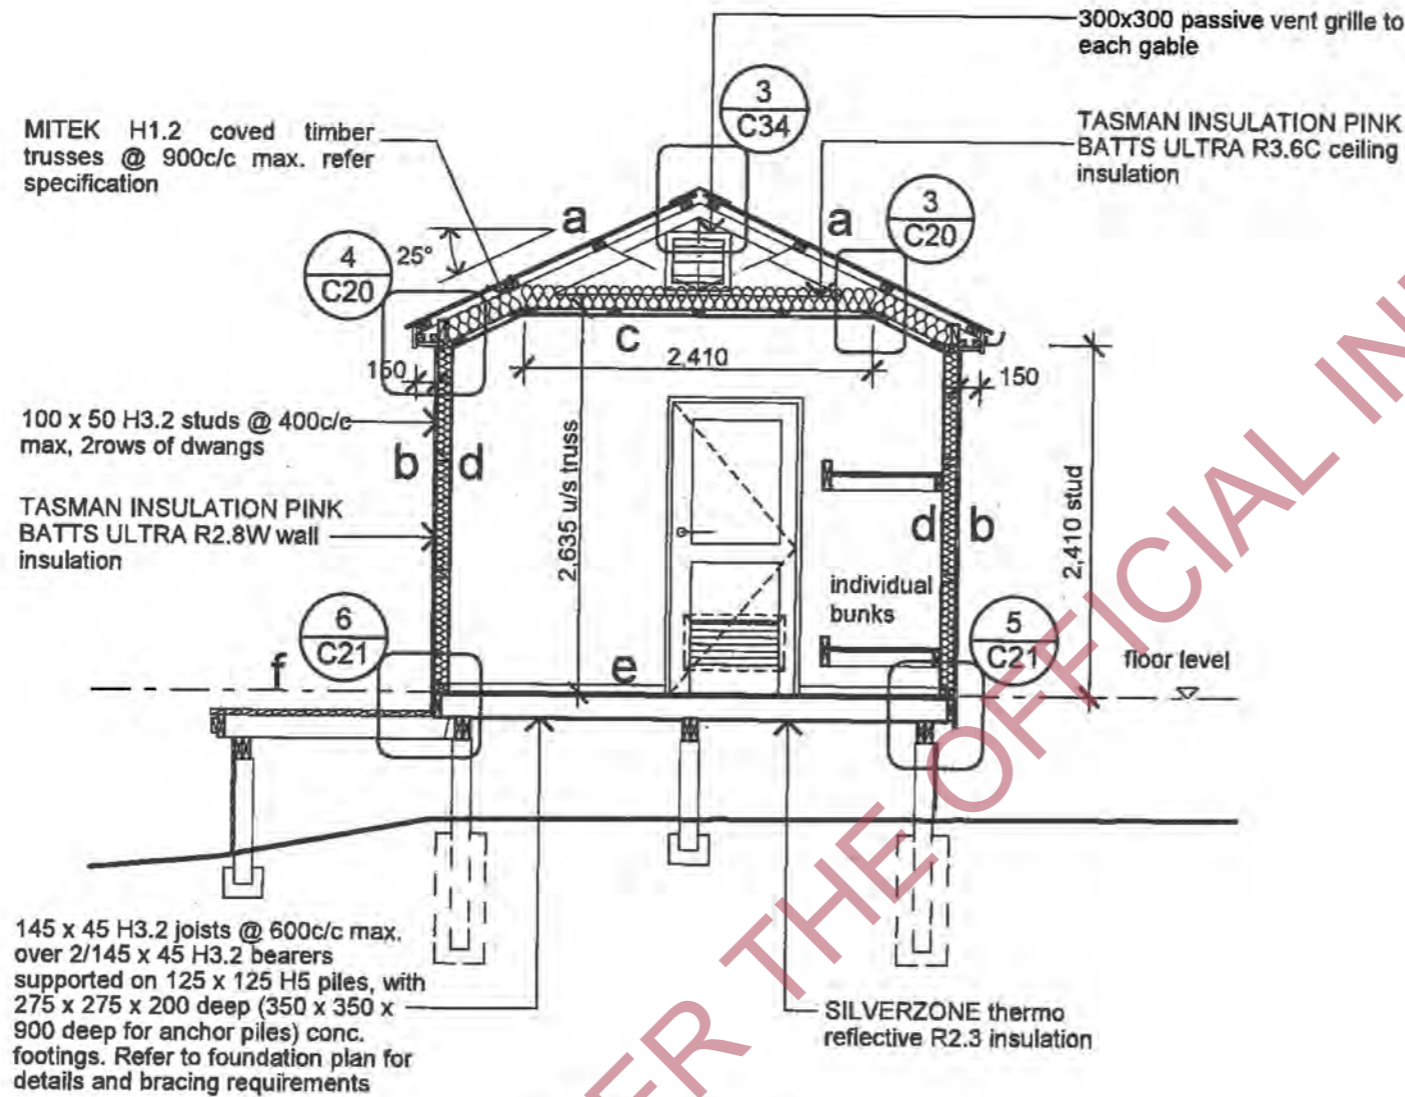 300x300 passive vent grille to
each gable
3
C34
MITEK H1.2 coved timber
trusses @ 900c/c max. refer
specification
TASMAN INSULATION PINK
BATTS ULTRA R3.6C ceiling
insulation
3
C20
a
a
4
C20
25°
c
2,410
150
150
100 x 50 H3.2 studs @ 400c/c
max, 2rows of dwangs
b
d
2,635 u/s truss
d
b
2,410 stud
TASMAN INSULATION PINK
BATTS ULTRA R2.8W wall
insulation
individual
bunks
6
C21
5
C21
f
e
floor level
145 x 45 H3.2 joists @ 600c/c max.
over 2/145 x 45 H3.2 bearers
supported on 125 x 125 H5 piles, with
275 x 275 x 200 deep (350 x 350 x
900 deep for anchor piles) conc.
footings. Refer to foundation plan for
details and bracing requirements
SILVERZONE thermo
reflective R2.3 insulation
ER THE OFFICIAL IN